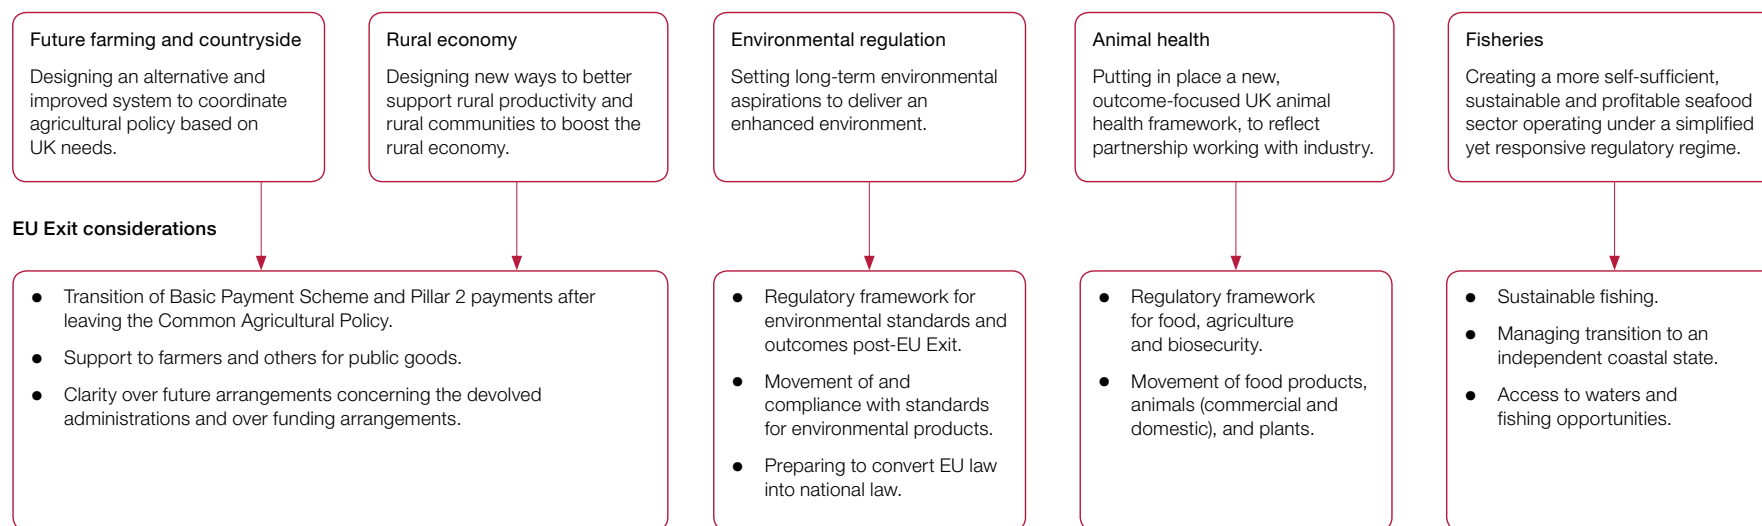 Future farming and countryside
Designing an alternative and
improved system to coordinate
agricultural policy based on
UK needs.
Rural economy
Designing new ways to better
support rural productivity and
rural communities to boost the
rural economy.
Environmental regulation
Setting long-term environmental
aspirations to deliver an
enhanced environment.
Animal health
Putting in place a new,
outcome-focused UK animal
health framework, to reflect
partnership working with industry.
Fisheries
Creating a more self-sufficient,
sustainable and profitable seafood
sector operating under a simplified
yet responsive regulatory regime.
EU Exit considerations
● Transition of Basic Payment Scheme and Pillar 2 payments after
leaving the Common Agricultural Policy.
● Support to farmers and others for public goods.
● Clarity over future arrangements concerning the devolved
administrations and over funding arrangements.
● Regulatory framework for
environmental standards and
outcomes post-EU Exit.
● Movement of and
compliance with standards
for environmental products.
● Preparing to convert EU law
into national law.
● Regulatory framework
for food, agriculture
and biosecurity.
● Movement of food products,
animals (commercial and
domestic), and plants.
● Sustainable fishing.
● Managing transition to an
independent coastal state.
● Access to waters and
fishing opportunities.